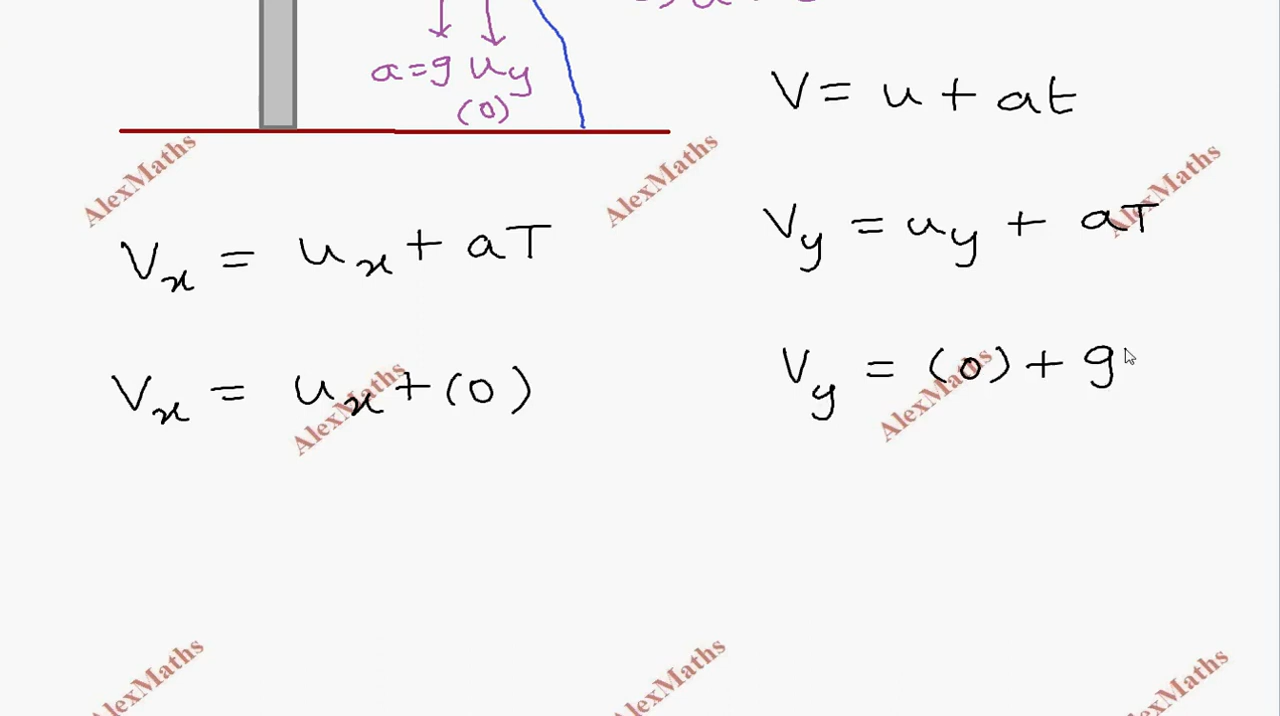 a = g u_y
(0)
V = u + at
AlexMaths
AlexMaths
AlexMaths
V_x = u_x + aT
V_y = u_y + aT
V_x = u_x + (0)
V_y = (0) + g
AlexMaths
AlexMaths
AlexMaths
AlexMaths
AlexMaths